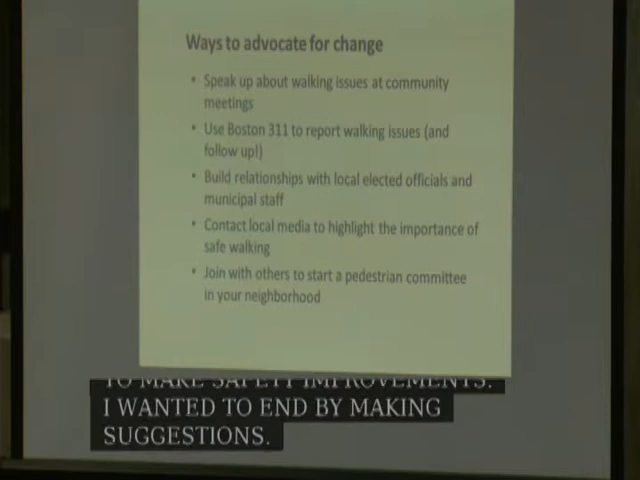 Ways to advocate for change
• Speak up about walking issues at community
meetings
• Use Boston 311 to report walking issues (and
follow up!)
• Build relationships with local elected officials and
municipal staff
• Contact local media to highlight the importance of
safe walking
• Join with others to start a pedestrian committee
in your neighborhood
TO MAKE SAFETY IMPROVEMENTS.
I WANTED TO END BY MAKING
SUGGESTIONS.